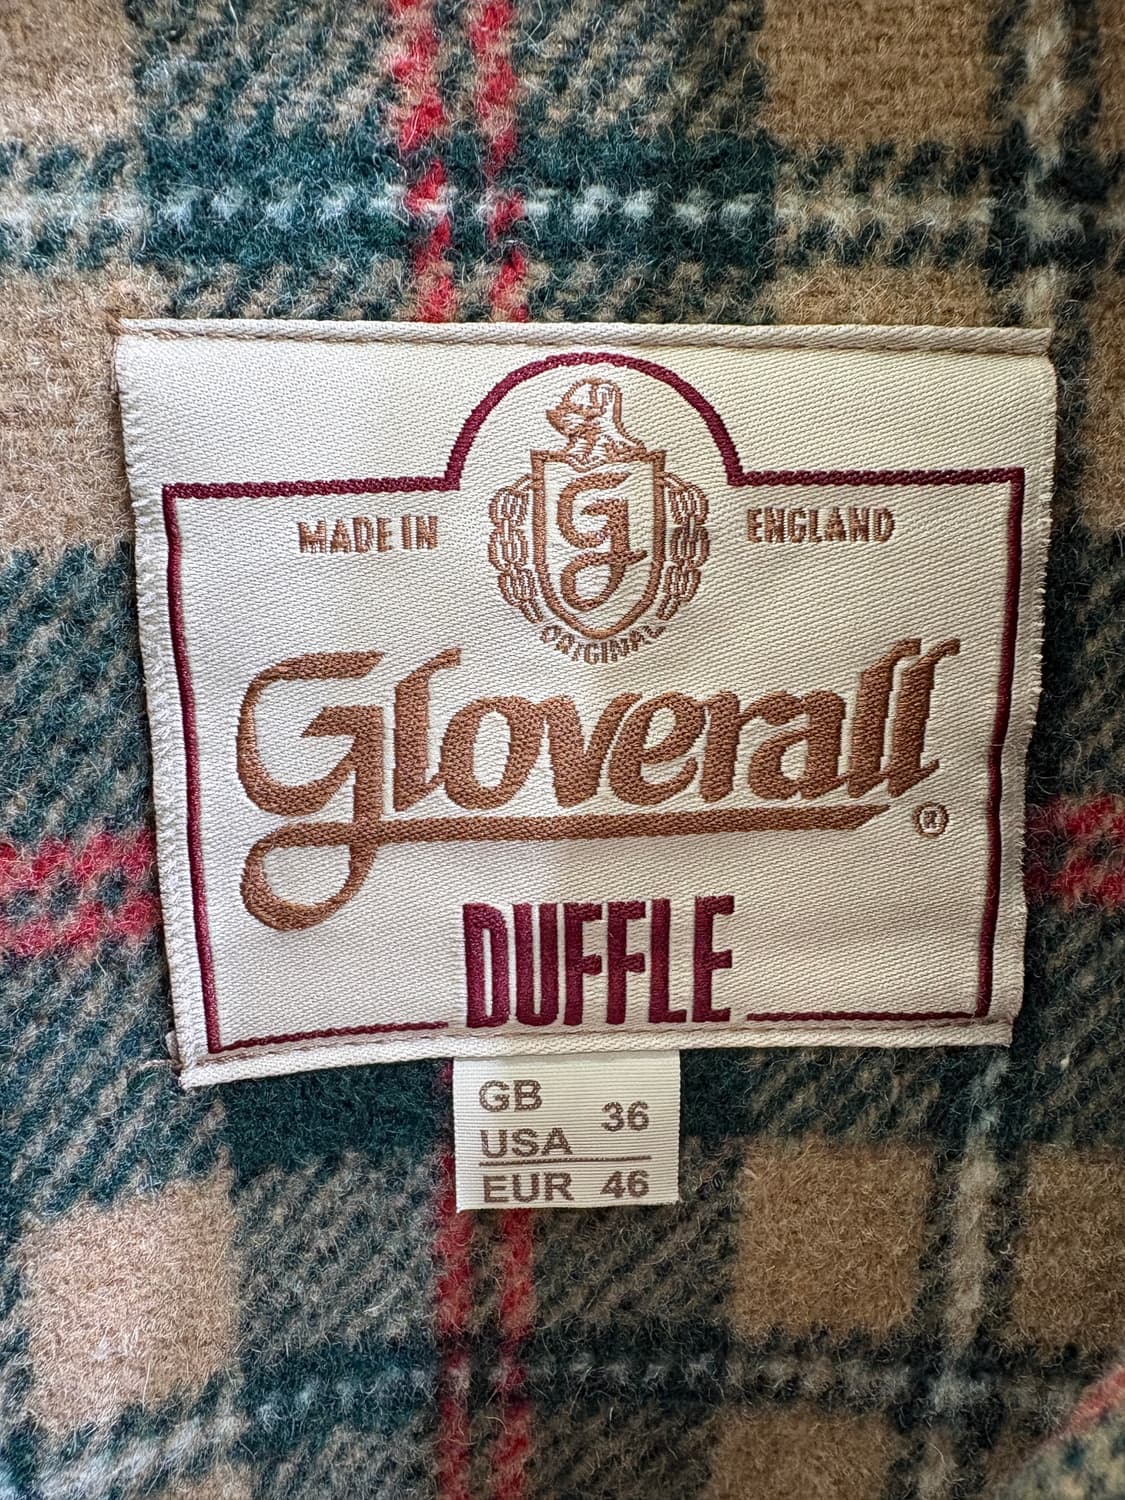 MADE IN ENGLAND
G
ORIGINAL
Gloverall®
DUFFLE
GB
USA 36
EUR 46